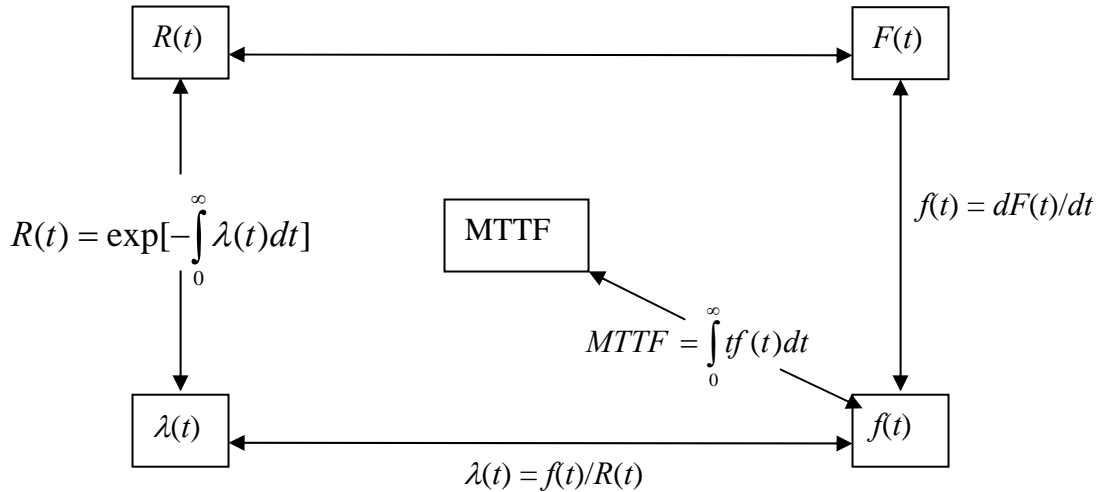 R(t)
F(t)
f(t) = dF(t)/dt
R(t) = exp[-∫₀^∞ λ(t)dt]
MTTF
MTTF = ∫₀^∞ tf(t)dt
λ(t)
f(t)
λ(t) = f(t)/R(t)